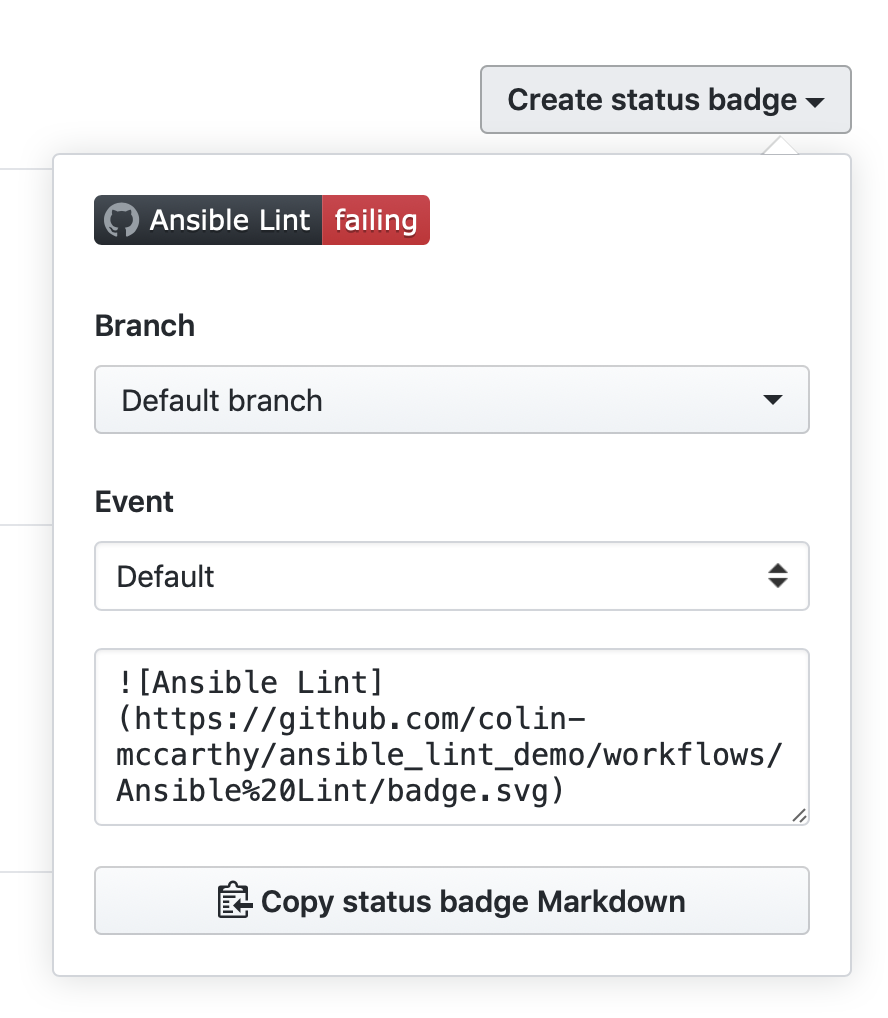 Create status badge
Ansible Lint failing
Branch
Default branch
Event
Default
![Ansible Lint]
(https://github.com/colin-
mccarthy/ansible_lint_demo/workflows/
Ansible%20Lint/badge.svg)
Copy status badge Markdown